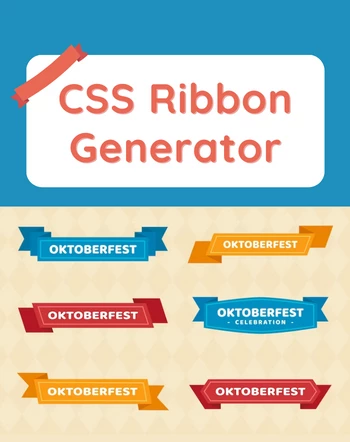 CSS Ribbon
Generator
OKTOBERFEST
OKTOBERFEST
OKTOBERFEST
OKTOBERFEST
- CELEBRATION -
OKTOBERFEST
OKTOBERFEST